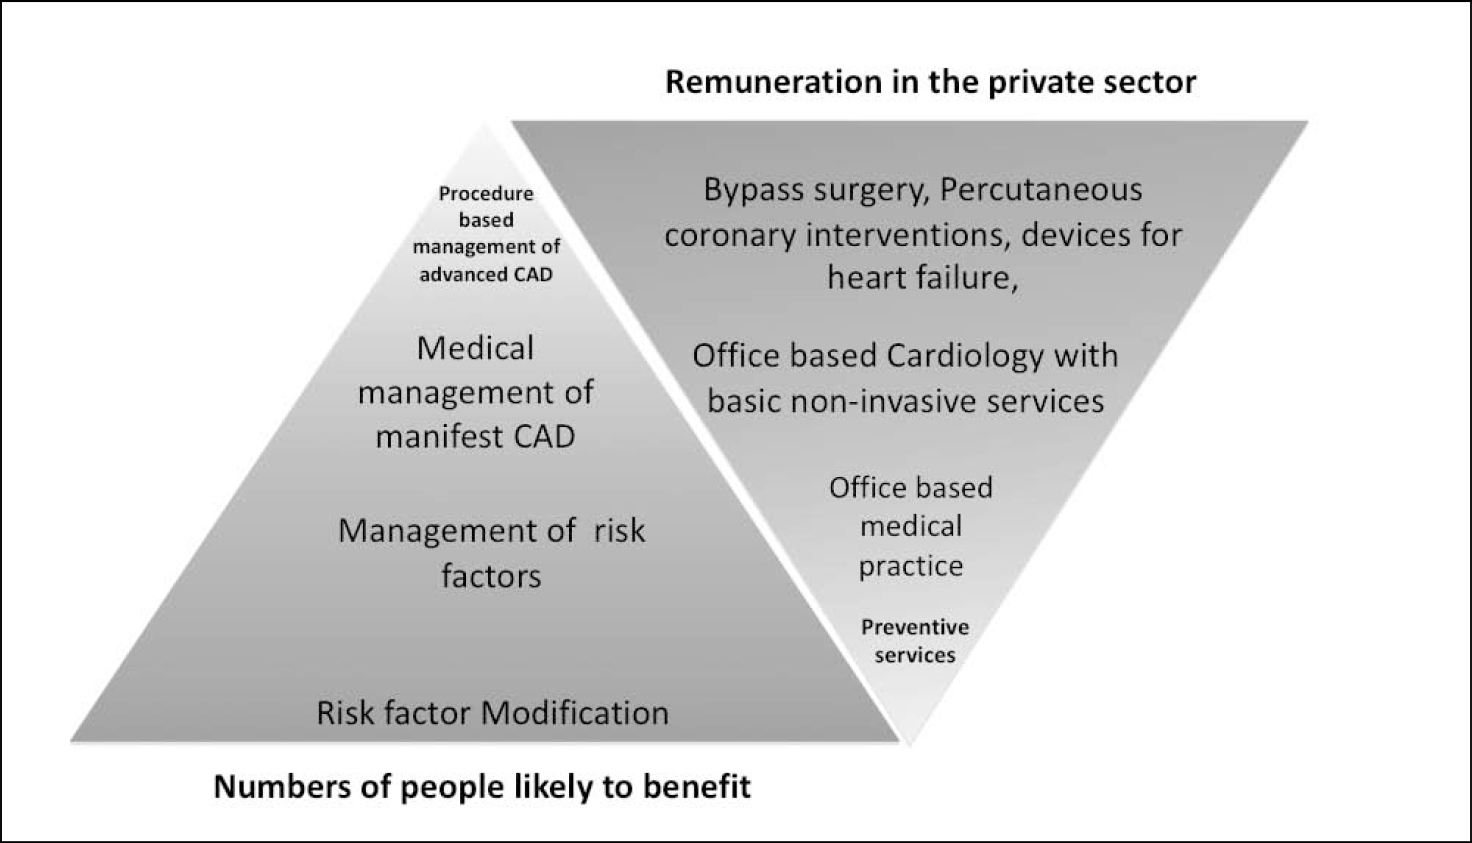 Remuneration in the private sector
Procedure
based
management of
advanced CAD
Medical
management of
manifest CAD
Management of risk
factors
Risk factor Modification
Numbers of people likely to benefit
Bypass surgery, Percutaneous
coronary interventions, devices for
heart failure,
Office based Cardiology with
basic non-invasive services
Office based
medical
practice
Preventive
services